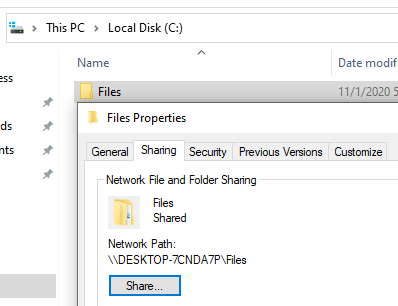 This PC > Local Disk (C:)
Name
Date modif
ess
Files
11/1/2020 5
ds
nts
Files Properties
General
Sharing
Security
Previous Versions
Customize
Network File and Folder Sharing
Files
Shared
Network Path:
\\DESKTOP-7CNDA7P\Files
Share...